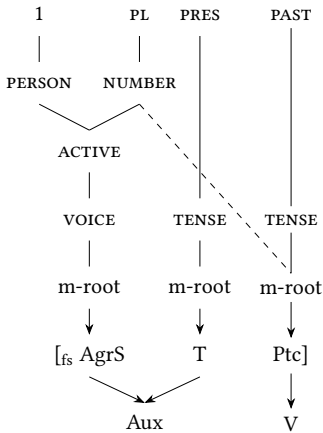 1 PL PRES PAST
PERSON NUMBER
ACTIVE
VOICE TENSE TENSE
m-root m-root m-root
[fs AgrS T Ptc]
Aux V